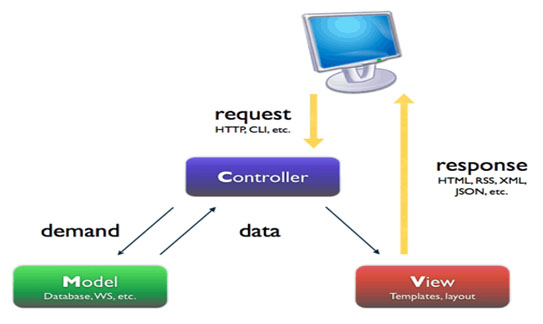 request
HTTP, CLI, etc.
response
HTML, RSS, XML,
JSON, etc.
Controller
demand
data
Model
Database, WS, etc.
View
Templates, layout